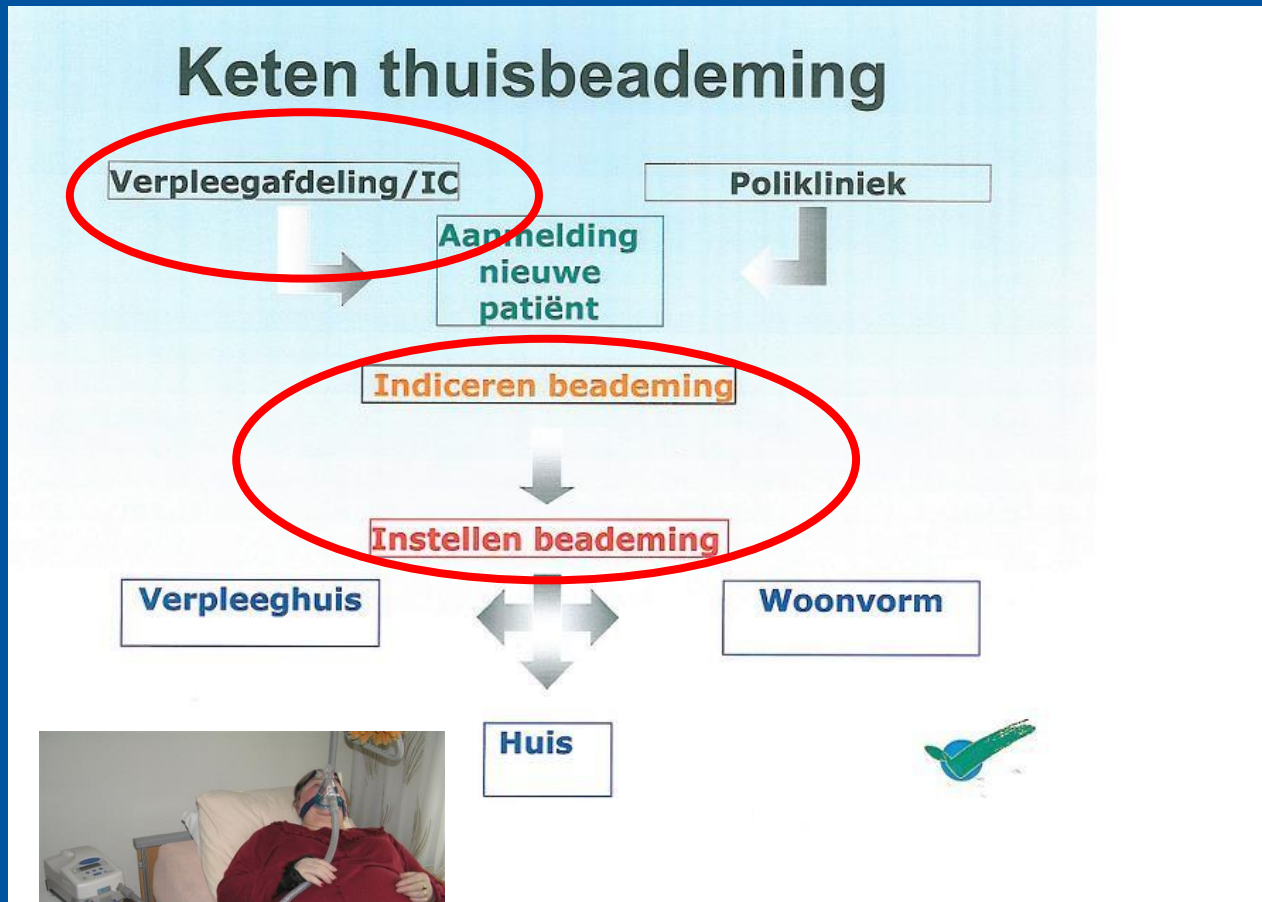 Keten thuisbeademing
Verpleegafdeling/IC
Polikliniek
Aanmelding
nieuwe
patiënt
Indiceren beademing
Instellen beademing
Verpleeghuis
Woonvorm
Huis